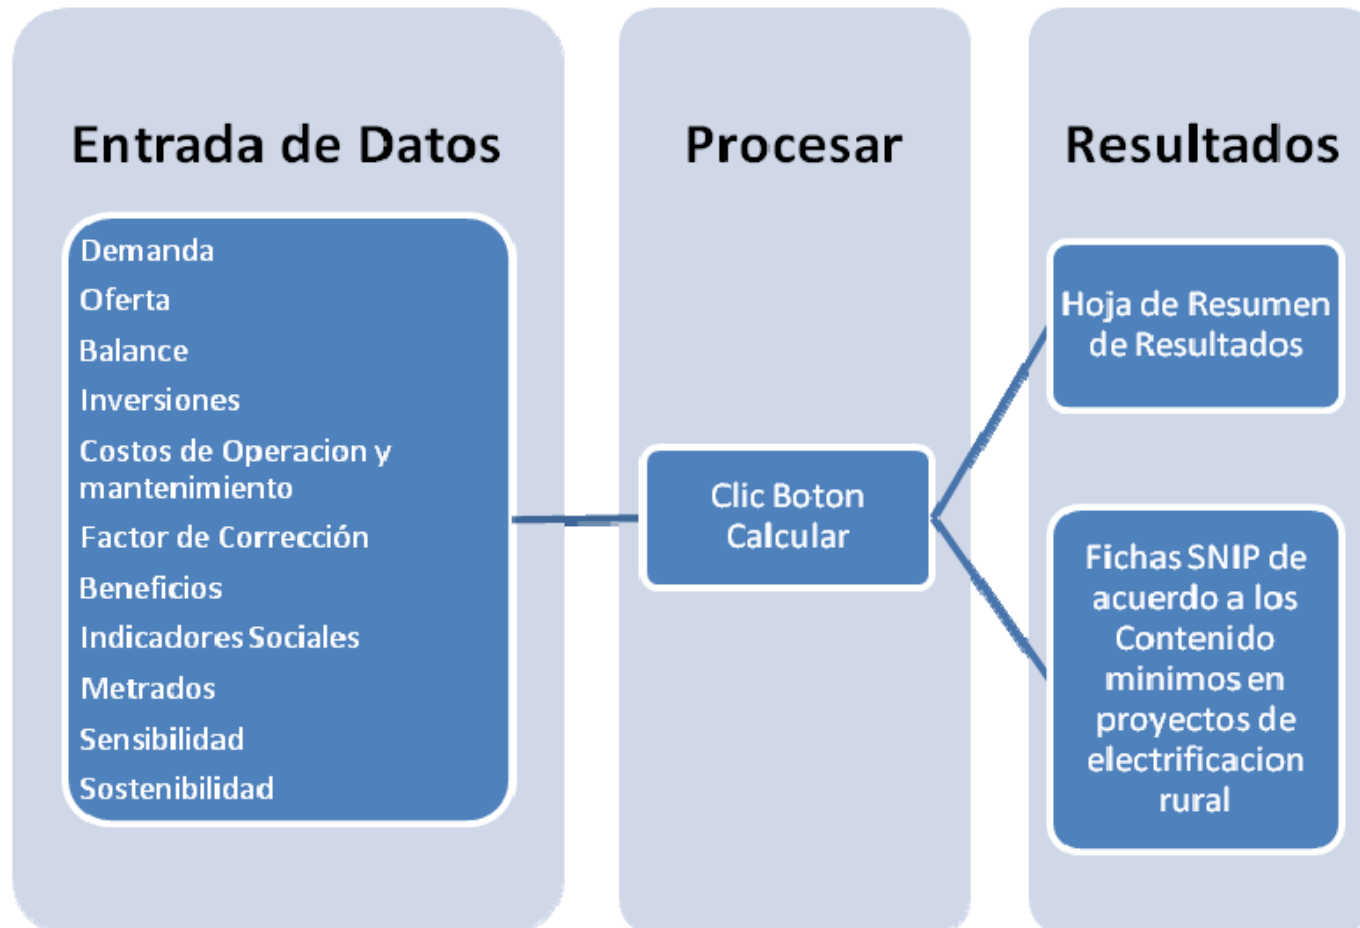 Entrada de Datos
Demanda
Oferta
Balance
Inversiones
Costos de Operacion y
mantenimiento
Factor de Corrección
Beneficios
Indicadores Sociales
Metrados
Sensibilidad
Sostenibilidad
Procesar
Clic Boton
Calcular
Resultados
Hoja de Resumen
de Resultados
Fichas SNIP de
acuerdo a los
Contenido
minimos en
proyectos de
electrificacion
rural